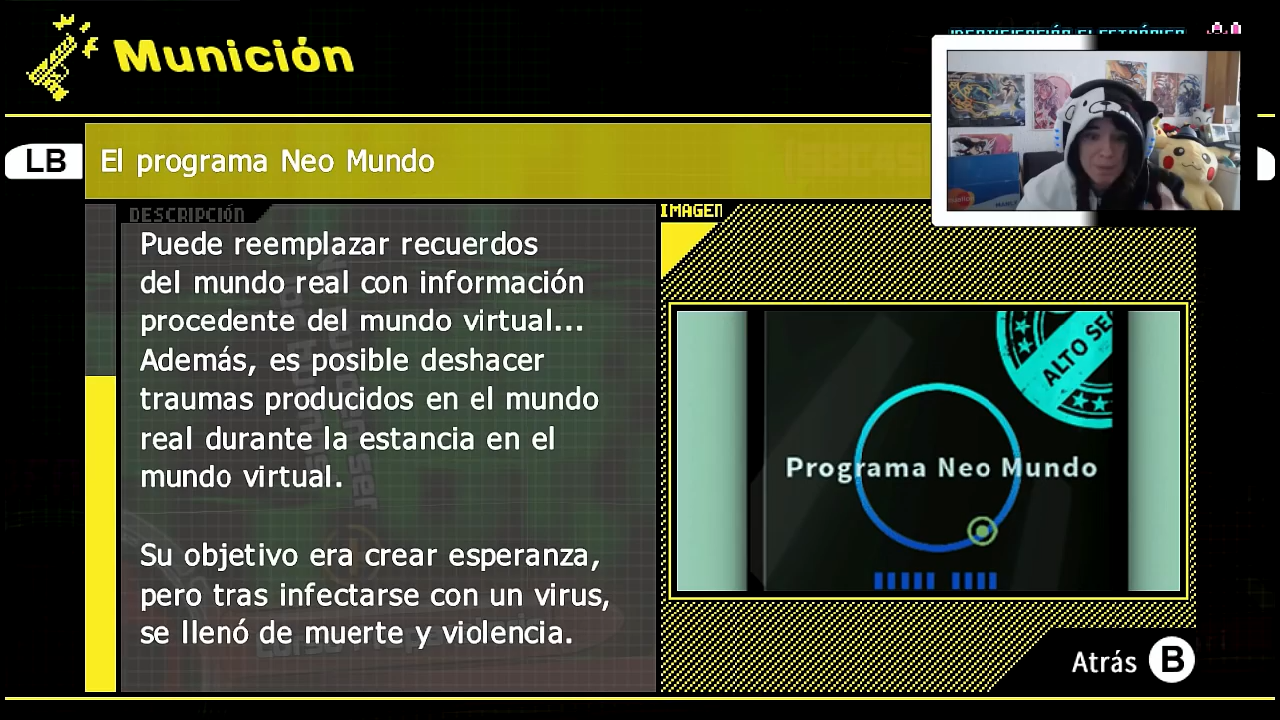 Munición
IDENTIFICACIÓN ELECTRÓNICA
LB
El programa Neo Mundo
DESCRIPCIÓN
Puede reemplazar recuerdos
del mundo real con información
procedente del mundo virtual...
Además, es posible deshacer
traumas producidos en el mundo
real durante la estancia en el
mundo virtual.
Su objetivo era crear esperanza,
pero tras infectarse con un virus,
se llenó de muerte y violencia.
IMAGEN
ALTO SE
Programa Neo Mundo
Atrás B